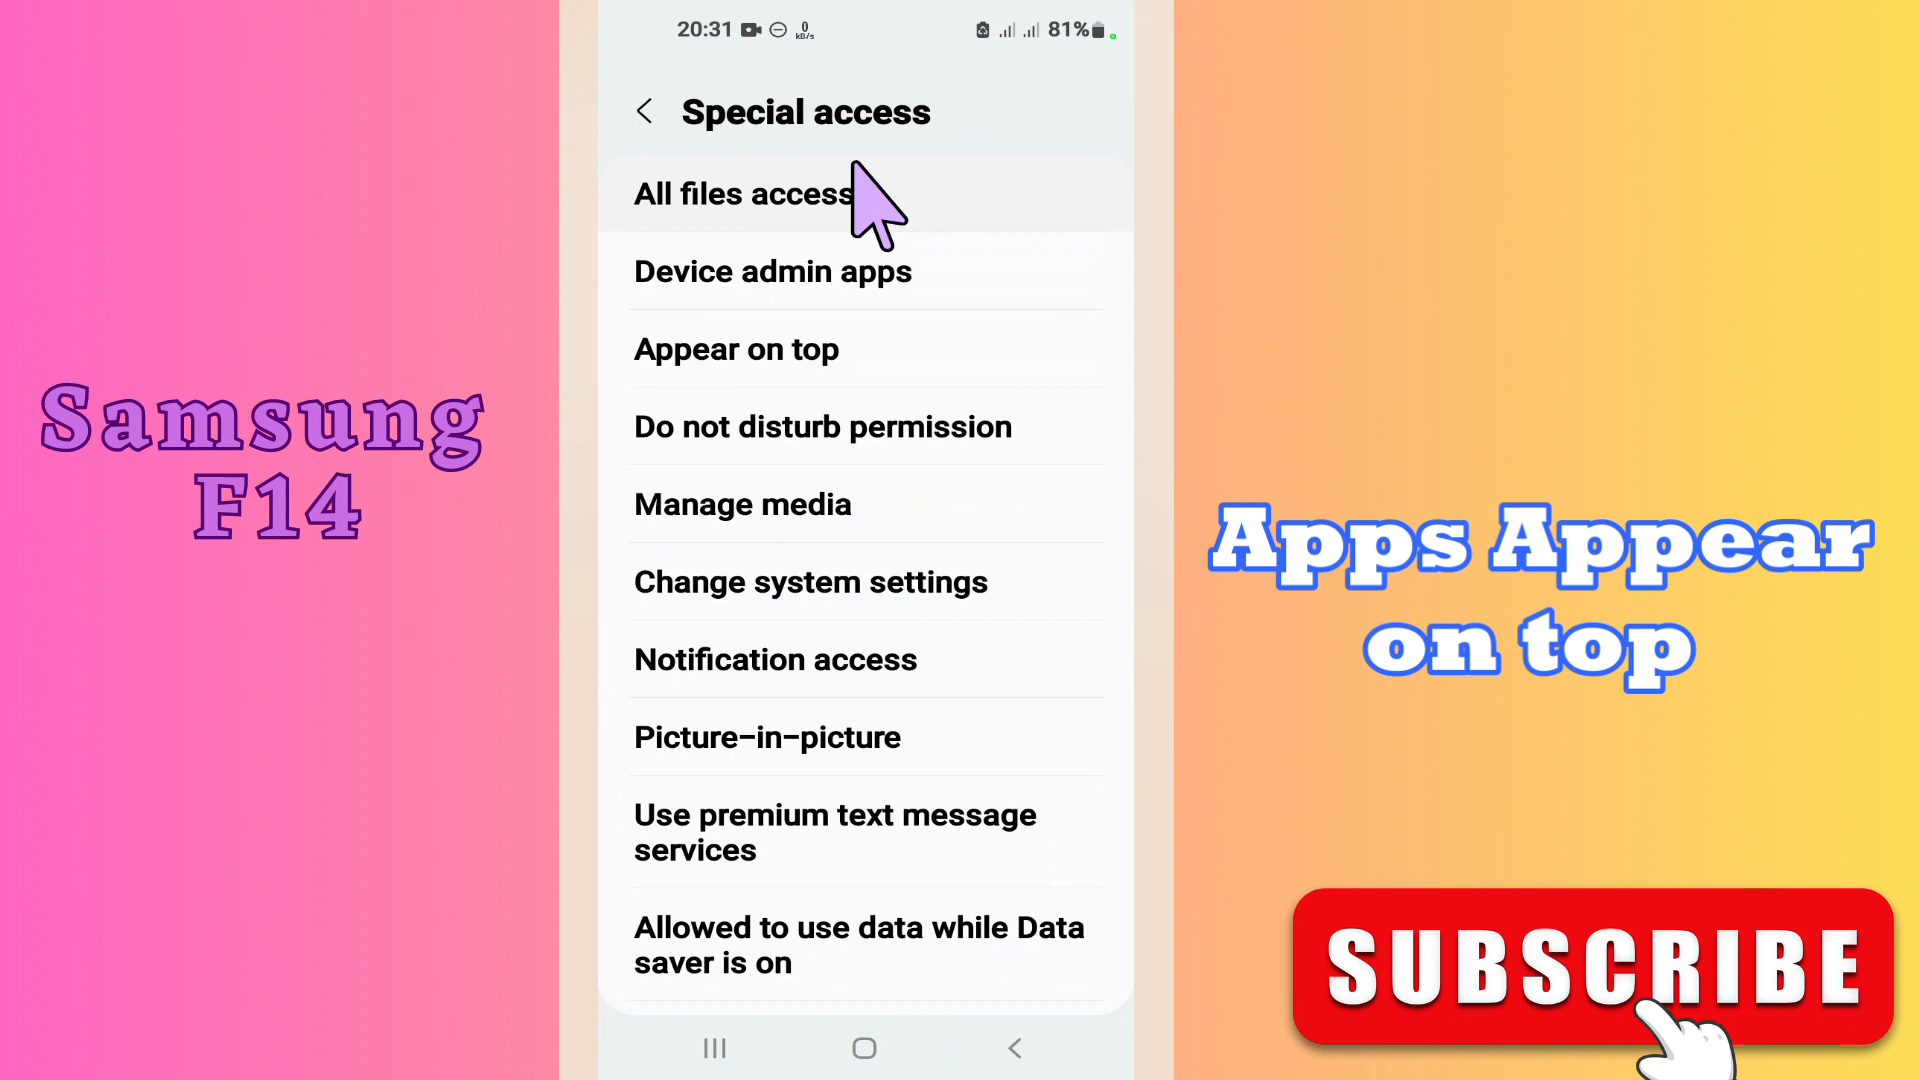 20:31
0
kB/s
81%
Special access
All files access
Device admin apps
Appear on top
Do not disturb permission
Manage media
Change system settings
Notification access
Picture-in-picture
Use premium text message
services
Allowed to use data while Data
saver is on
Samsung
F14
Apps Appear
on top
SUBSCRIBE